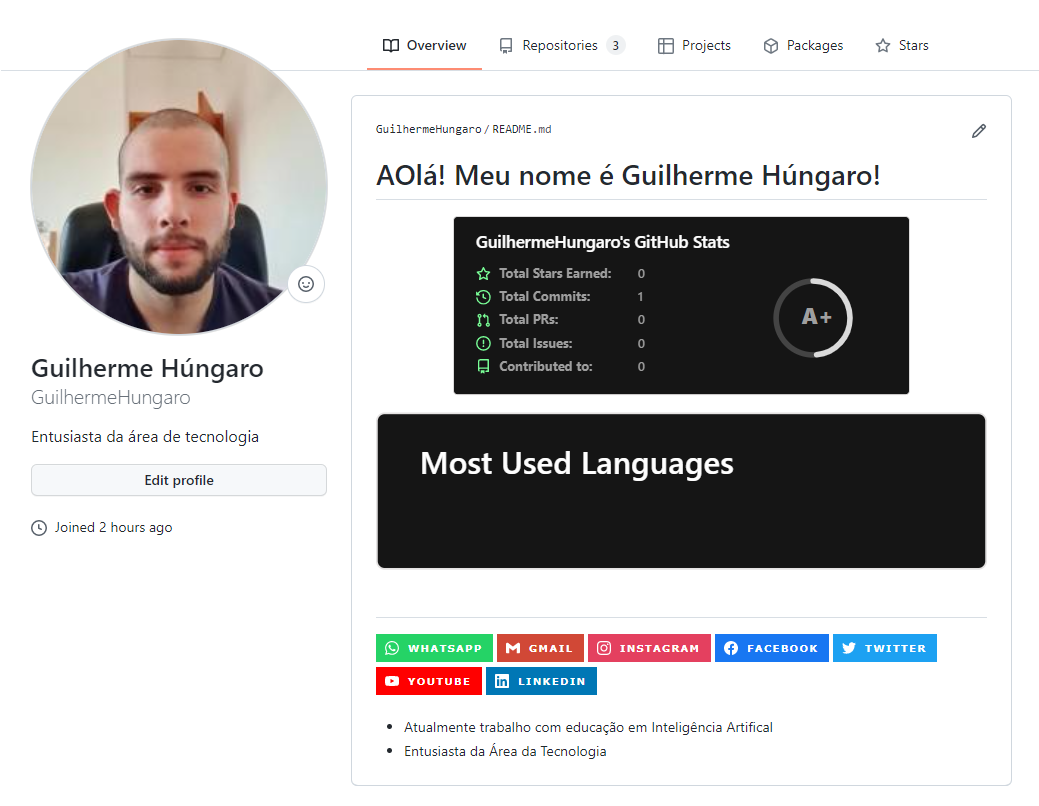 Overview Repositories 3 Projects Packages Stars
GuilhermeHungaro / README.md
AOlá! Meu nome é Guilherme Húngaro!
GuilhermeHungaro's GitHub Stats
Total Stars Earned: 0
Total Commits: 1
Total PRs: 0
Total Issues: 0
Contributed to: 0
A+
Guilherme Húngaro
GuilhermeHungaro
Entusiasta da área de tecnologia
Edit profile
Joined 2 hours ago
Most Used Languages
WHATSAPP GMAIL INSTAGRAM FACEBOOK TWITTER
YOUTUBE LINKEDIN
Atualmente trabalho com educação em Inteligência Artifical
Entusiasta da Área da Tecnologia